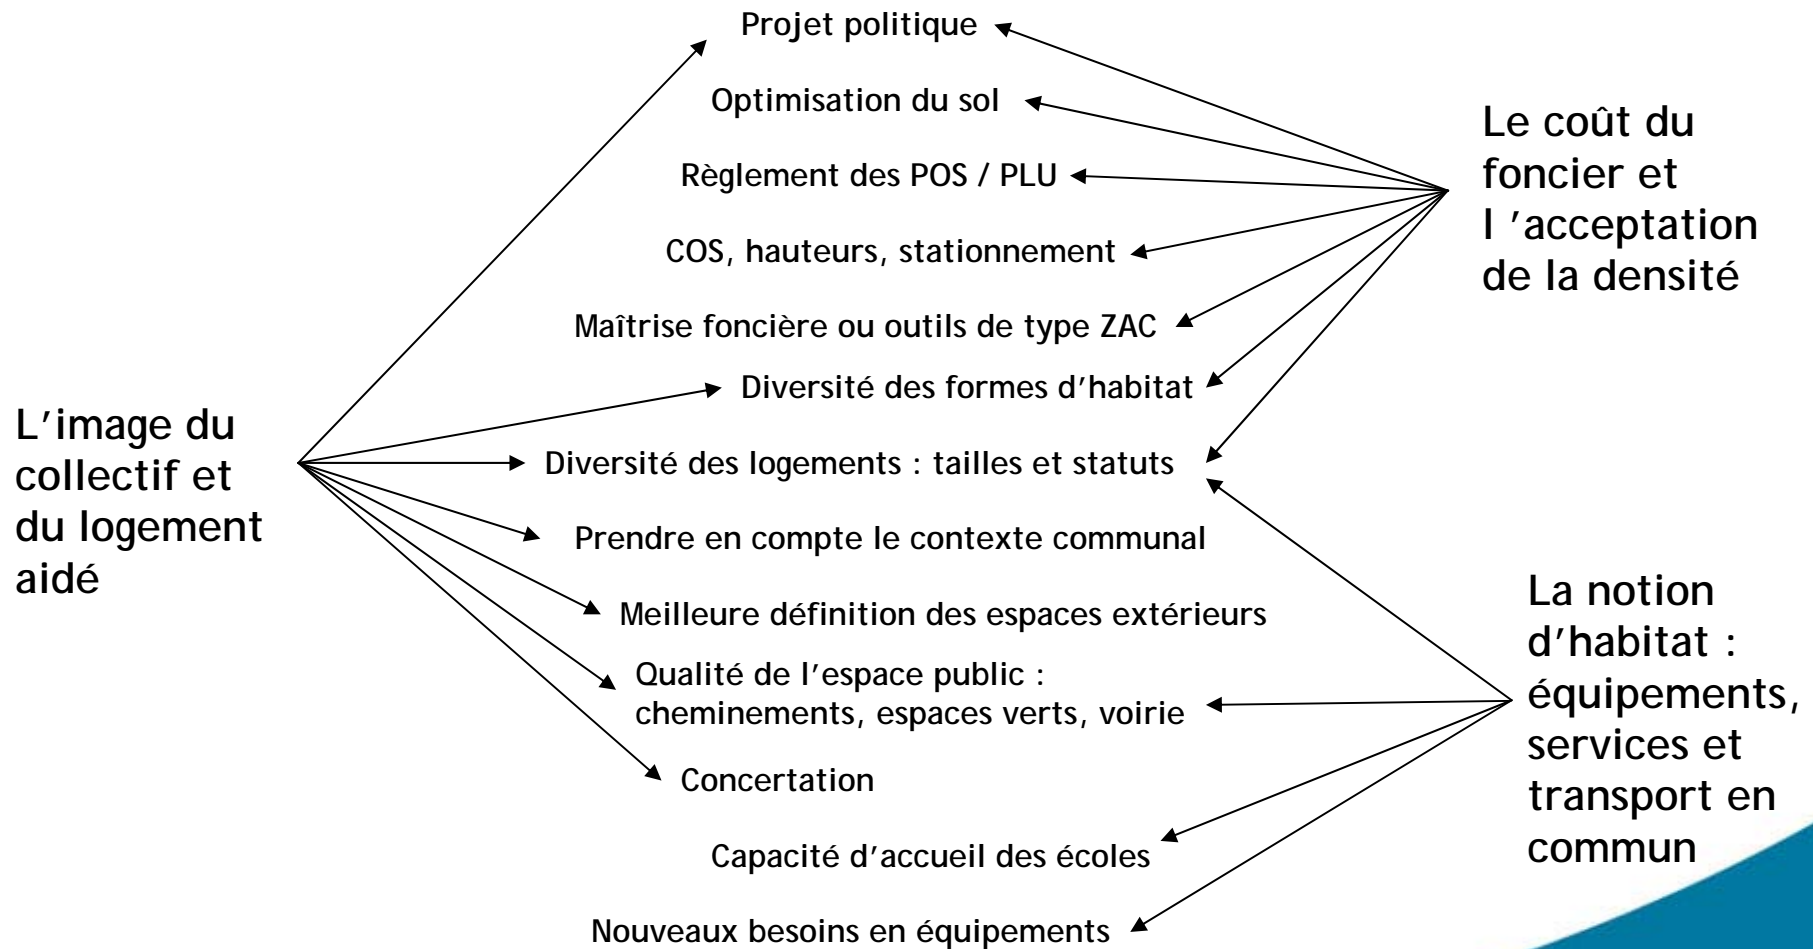 Projet politique
Optimisation du sol
Règlement des POS / PLU
COS, hauteurs, stationnement
Maîtrise foncière ou outils de type ZAC
Diversité des formes d'habitat
Diversité des logements : tailles et statuts
Prendre en compte le contexte communal
Meilleure définition des espaces extérieurs
Qualité de l'espace public :
cheminements, espaces verts, voirie
Concertation
Capacité d'accueil des écoles
Nouveaux besoins en équipements
L'image du
collectif et
du logement
aidé
Le coût du
foncier et
l 'acceptation
de la densité
La notion
d'habitat :
équipements,
services et
transport en
commun